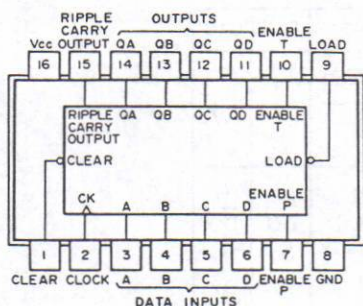 RIPPLE CARRY OUTPUT
OUTPUTS
Vcc QA QB QC QD ENABLE T LOAD
16 15 14 13 12 11 10 9
RIPPLE CARRY OUTPUT QA QB QC QD ENABLE T
CLEAR LOAD
CK A B C D ENABLE P
1 2 3 4 5 6 7 8
CLEAR CLOCK A B C D ENABLE P GND
DATA INPUTS